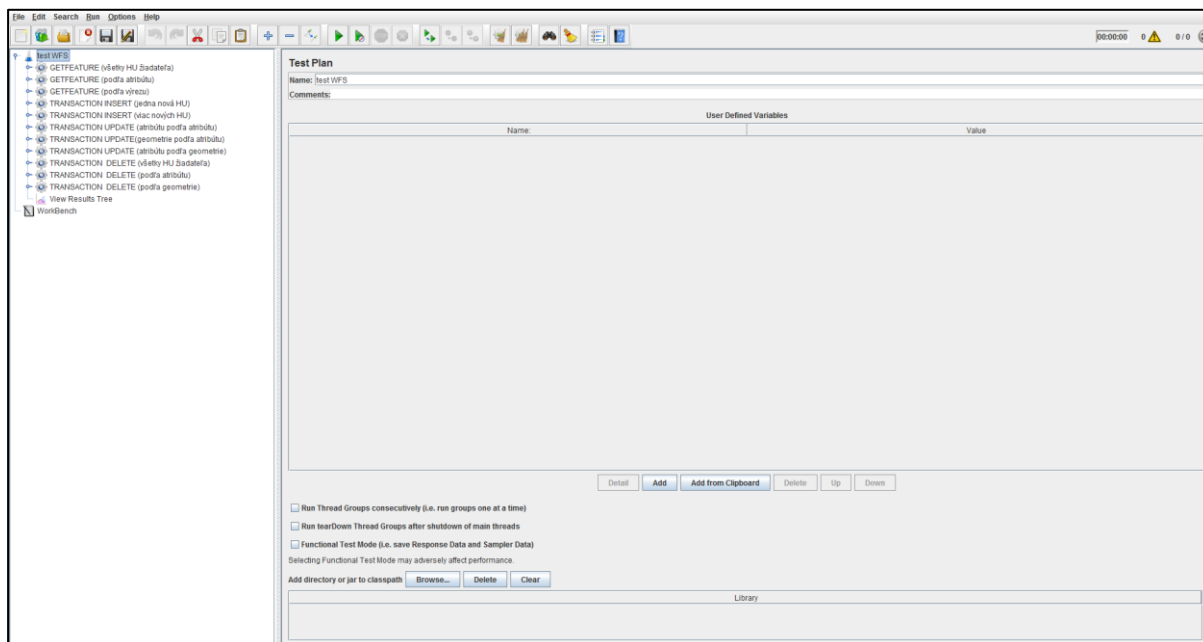 File Edit Search Run Options Help
00:00:00 0 0 / 0
test WFS
GETFEATURE (všetky HU žiadateľa)
GETFEATURE (podľa atribútu)
GETFEATURE (podľa výrezu)
TRANSACTION INSERT (jedna nová HU)
TRANSACTION INSERT (viac nových HU)
TRANSACTION UPDATE (atribútu podľa atribútu)
TRANSACTION UPDATE(geometrie podľa atribútu)
TRANSACTION UPDATE (atribútu podľa geometrie)
TRANSACTION DELETE (všetky HU žiadateľa)
TRANSACTION DELETE (podľa atribútu)
TRANSACTION DELETE (podľa geometrie)
View Results Tree
WorkBench
Test Plan
Name: test WFS
Comments:
User Defined Variables
Name: Value
Detail Add Add from Clipboard Delete Up Down
Run Thread Groups consecutively (i.e. run groups one at a time)
Run tearDown Thread Groups after shutdown of main threads
Functional Test Mode (i.e. save Response Data and Sampler Data)
Selecting Functional Test Mode may adversely affect performance.
Add directory or jar to classpath Browse... Delete Clear
Library